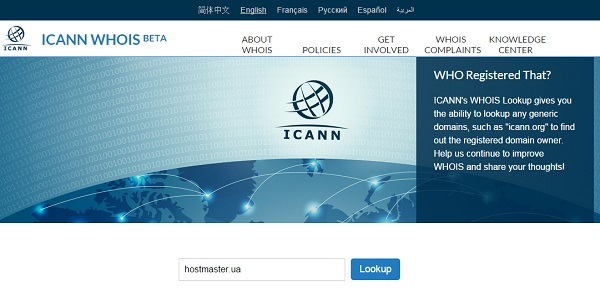 简体中文 English Français Русский Español العربية
ICANN
ICANN WHOIS BETA
ABOUT WHOIS
POLICIES
GET INVOLVED
WHOIS COMPLAINTS
KNOWLEDGE CENTER
ICANN
WHO Registered That?
ICANN's WHOIS Lookup gives you
the ability to lookup any generic
domains, such as "icann.org" to find
out the registered domain owner.
Help us continue to improve
WHOIS and share your thoughts!
hostmaster.ua
Lookup